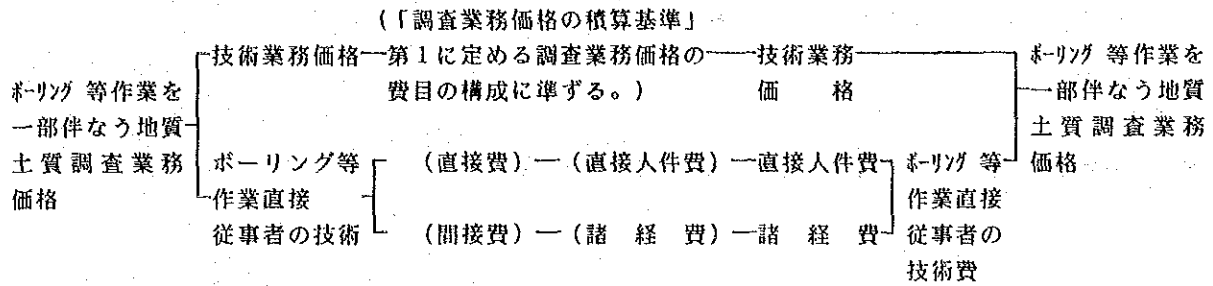 (「調査業務価格の積算基準」
技術業務価格 第1に定める調査業務価格の 技術業務 ボーリング 等作業を
ボーリング 等作業を 費目の構成に準ずる。) 価 格 一部伴なう地質
一部伴なう地質 土質調査業務
土質調査業務 ボーリング等 (直接費) (直接人件費) 直接人件費 ボーリング 等 価格
価格 作業直接 作業直接
従事者の技術 (間接費) (諸 経 費) 諸 経 費 従事者の
技術費